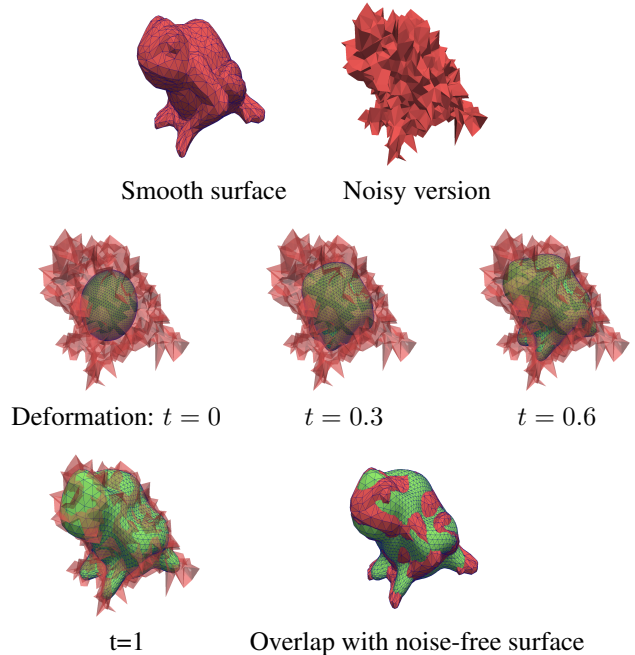 Smooth surface Noisy version
Deformation: t = 0 t = 0.3 t = 0.6
t=1 Overlap with noise-free surface